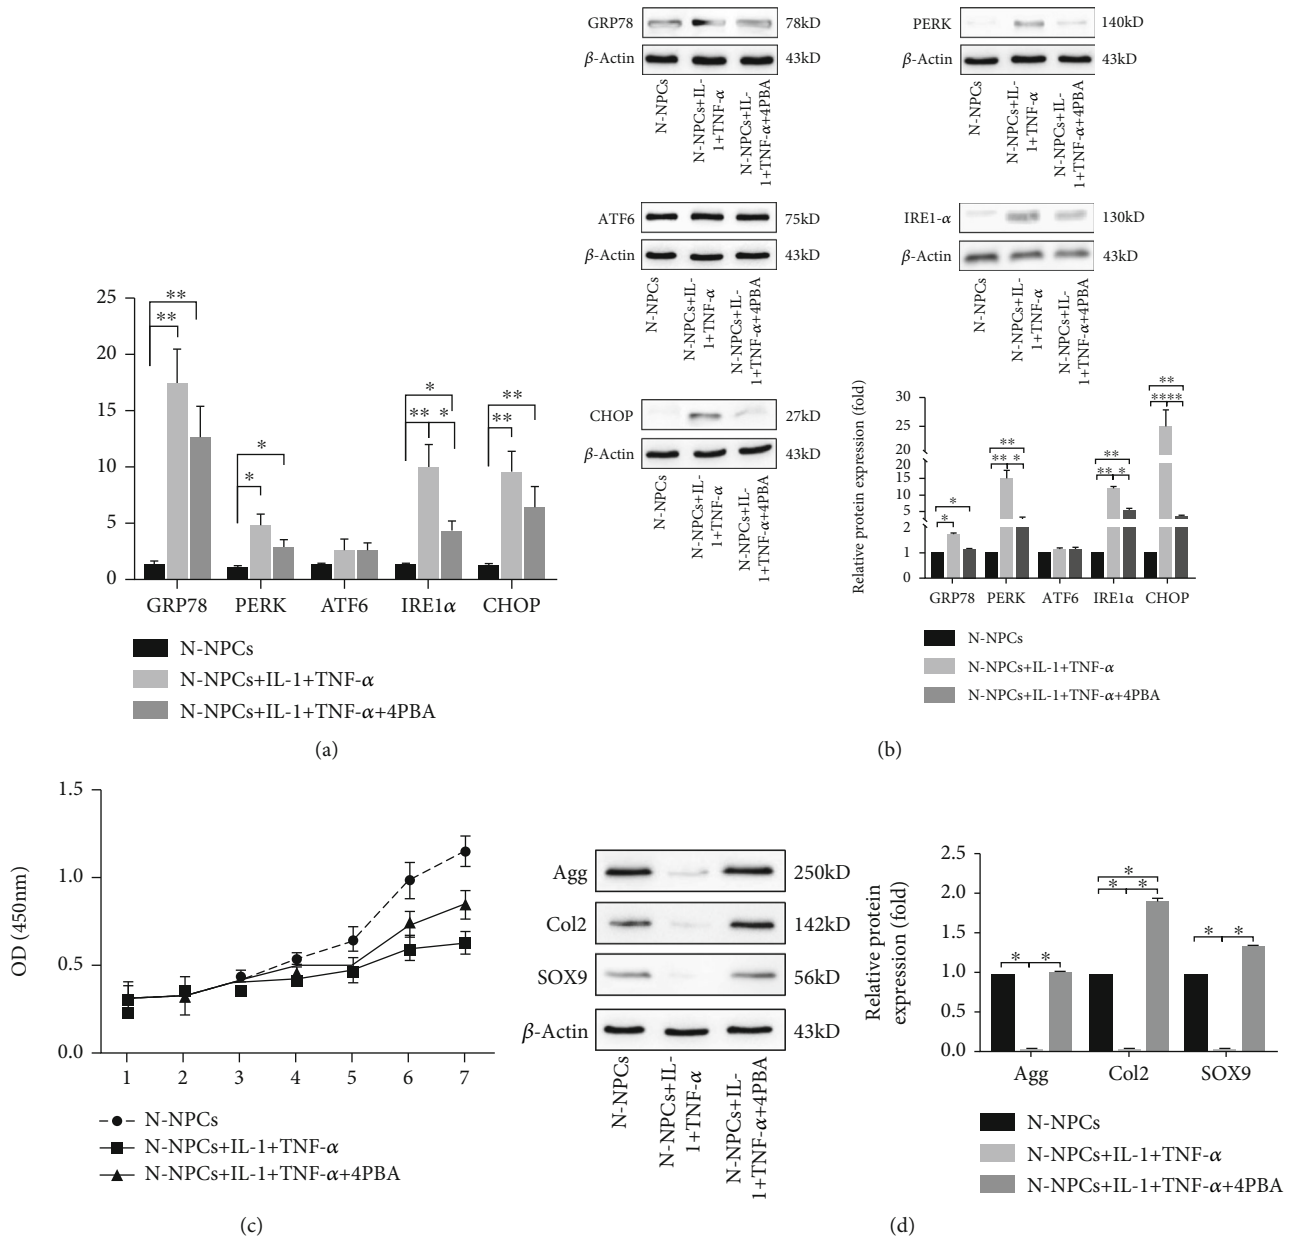 GRP78
78kD
β-Actin
43kD
N-NPCs
N-NPCs+IL-
1+TNF-α
N-NPCs+IL-
1+TNF-α+4PBA
PERK
140kD
β-Actin
43kD
N-NPCs
N-NPCs+IL-
1+TNF-α
N-NPCs+IL-
1+TNF-α+4PBA
ATF6
75kD
β-Actin
43kD
N-NPCs
N-NPCs+IL-
1+TNF-α
N-NPCs+IL-
1+TNF-α+4PBA
IRE1-α
130kD
β-Actin
43kD
N-NPCs
N-NPCs+IL-
1+TNF-α
N-NPCs+IL-
1+TNF-α+4PBA
CHOP
27kD
β-Actin
43kD
N-NPCs
N-NPCs+IL-
1+TNF-α
N-NPCs+IL-
1+TNF-α+4PBA
25
20
15
10
5
0
**
**
*
*
*
** *
**
**
GRP78 PERK ATF6 IRE1α CHOP
N-NPCs
N-NPCs+IL-1+TNF-α
N-NPCs+IL-1+TNF-α+4PBA
(a)
Relative protein expression (fold)
30
25
20
20
15
10
5
2
1
0
*
*
**
** *
**
** *
**
****
GRP78 PERK ATF6 IRE1α CHOP
N-NPCs
N-NPCs+IL-1+TNF-α
N-NPCs+IL-1+TNF-α+4PBA
(b)
OD (450nm)
1.5
1.0
0.5
0.0
1 2 3 4 5 6 7
N-NPCs
N-NPCs+IL-1+TNF-α
N-NPCs+IL-1+TNF-α+4PBA
(c)
Agg
250kD
Col2
142kD
SOX9
56kD
β-Actin
43kD
N-NPCs
N-NPCs+IL-
1+TNF-α
N-NPCs+IL-
1+TNF-α+4PBA
Relative protein
expression (fold)
2.5
2.0
1.5
1.0
0.5
0.0
* *
*
* *
* *
Agg Col2 SOX9
N-NPCs
N-NPCs+IL-1+TNF-α
N-NPCs+IL-1+TNF-α+4PBA
(d)